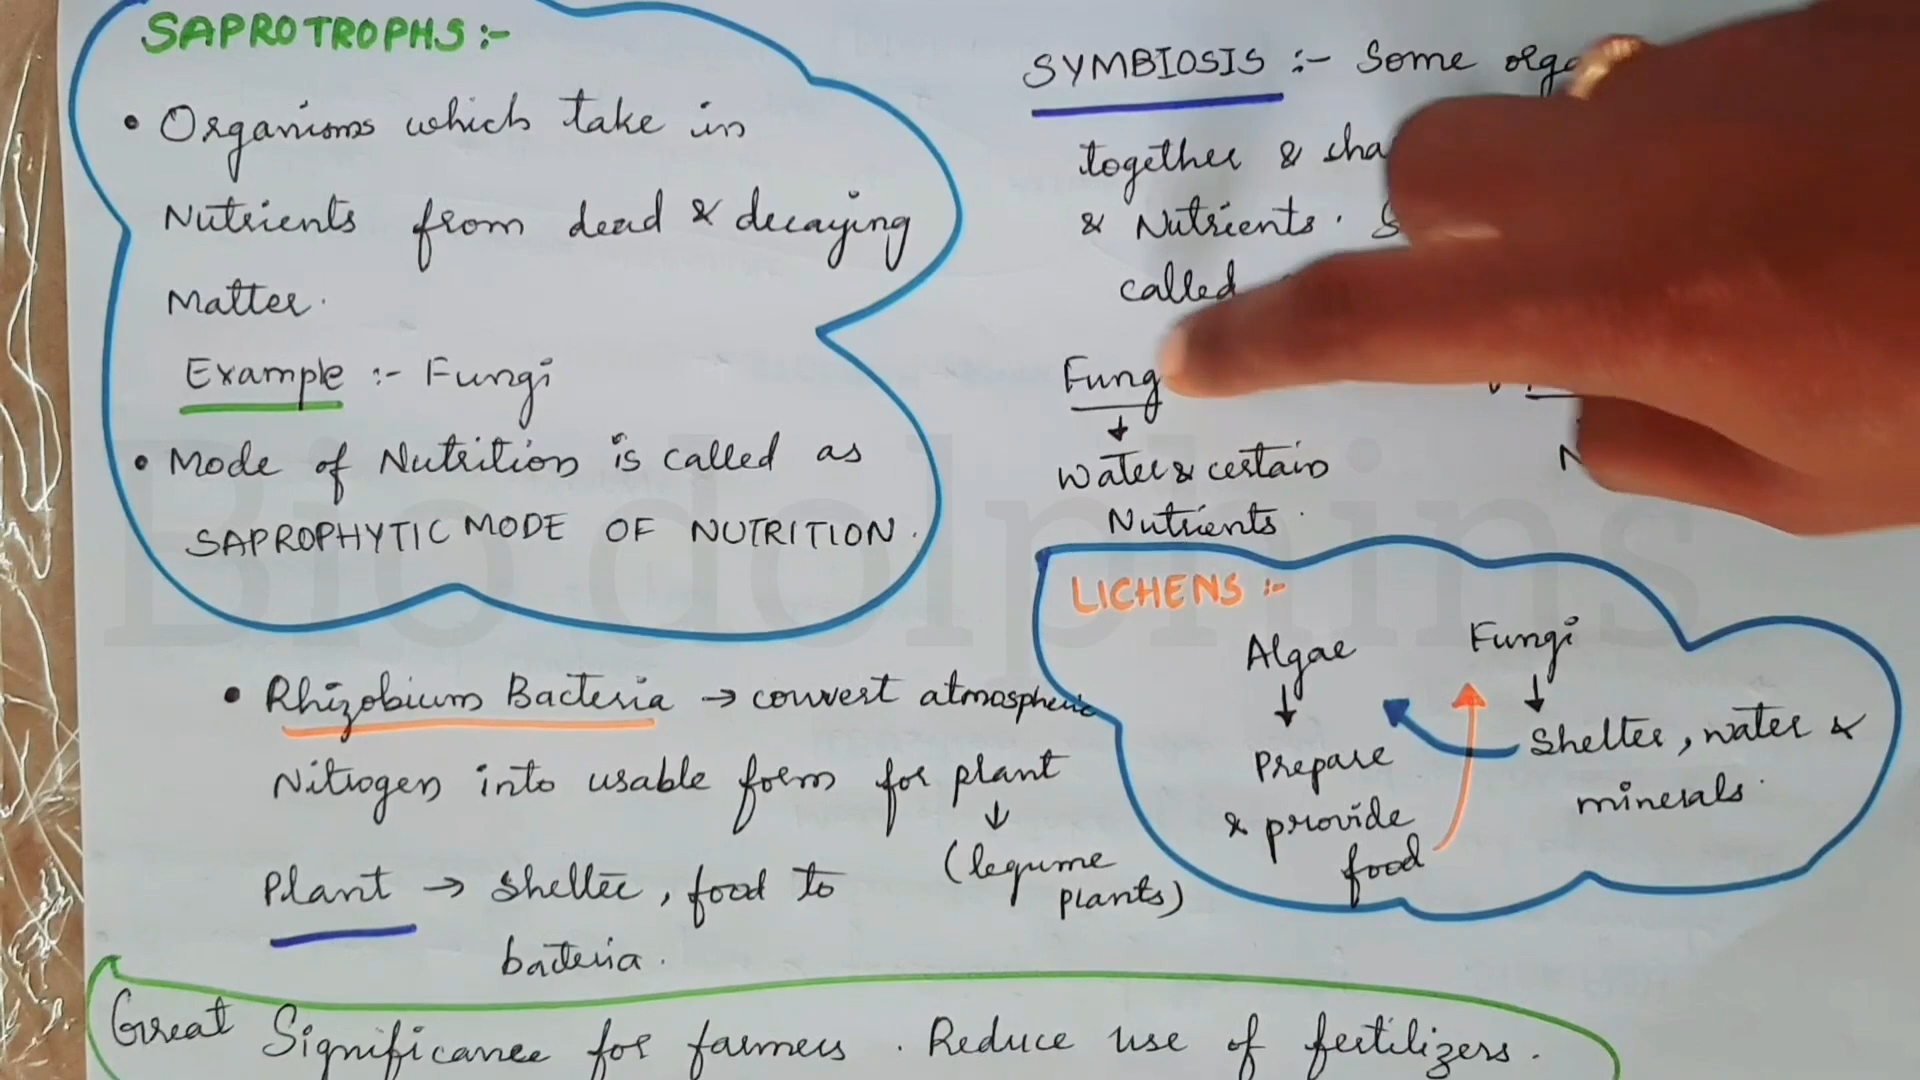 SAPROTROPHS :-
• Organisms which take in
Nutrients from dead & decaying
Matter.
Example :- Fungi
• Mode of Nutrition is called as
SAPROPHYTIC MODE OF NUTRITION.
SYMBIOSIS :- Some
together &
& Nutrients.
called
Fung
↓
Water & certain
Nutrients.
LICHENS :-
Algae Fungi
↓ ↓
Prepare Shelter, water &
& provide minerals.
food
• Rhizobium Bacteria → convert atmospheric
Nitrogen into usable form for plant
↓
Plant → Shelter, food to (legume
bacteria. plants)
Great Significance for farmers. Reduce use of fertilizers.
Bio dolphins